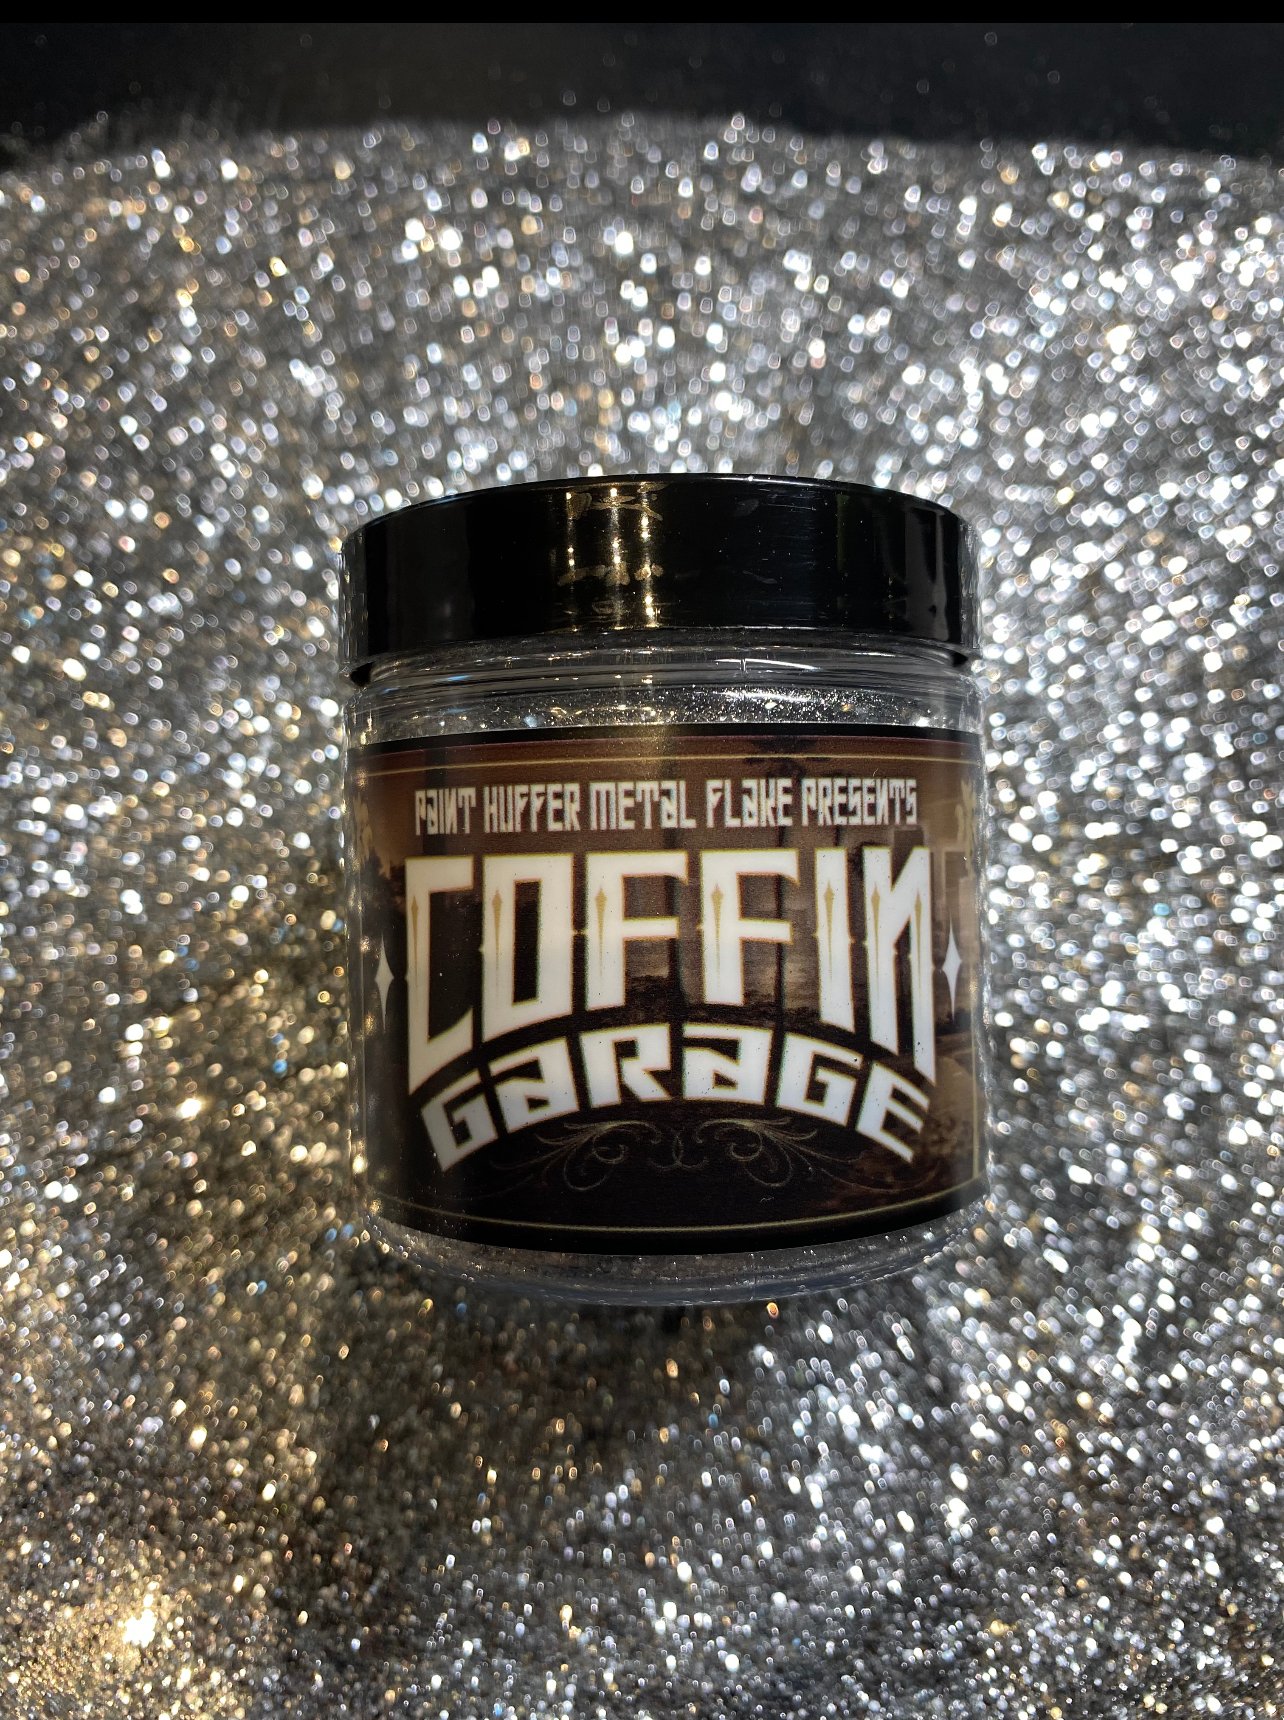 PaINT HUFFER METaL FLaKE PRESENTS
COFFIN
GaRaGE